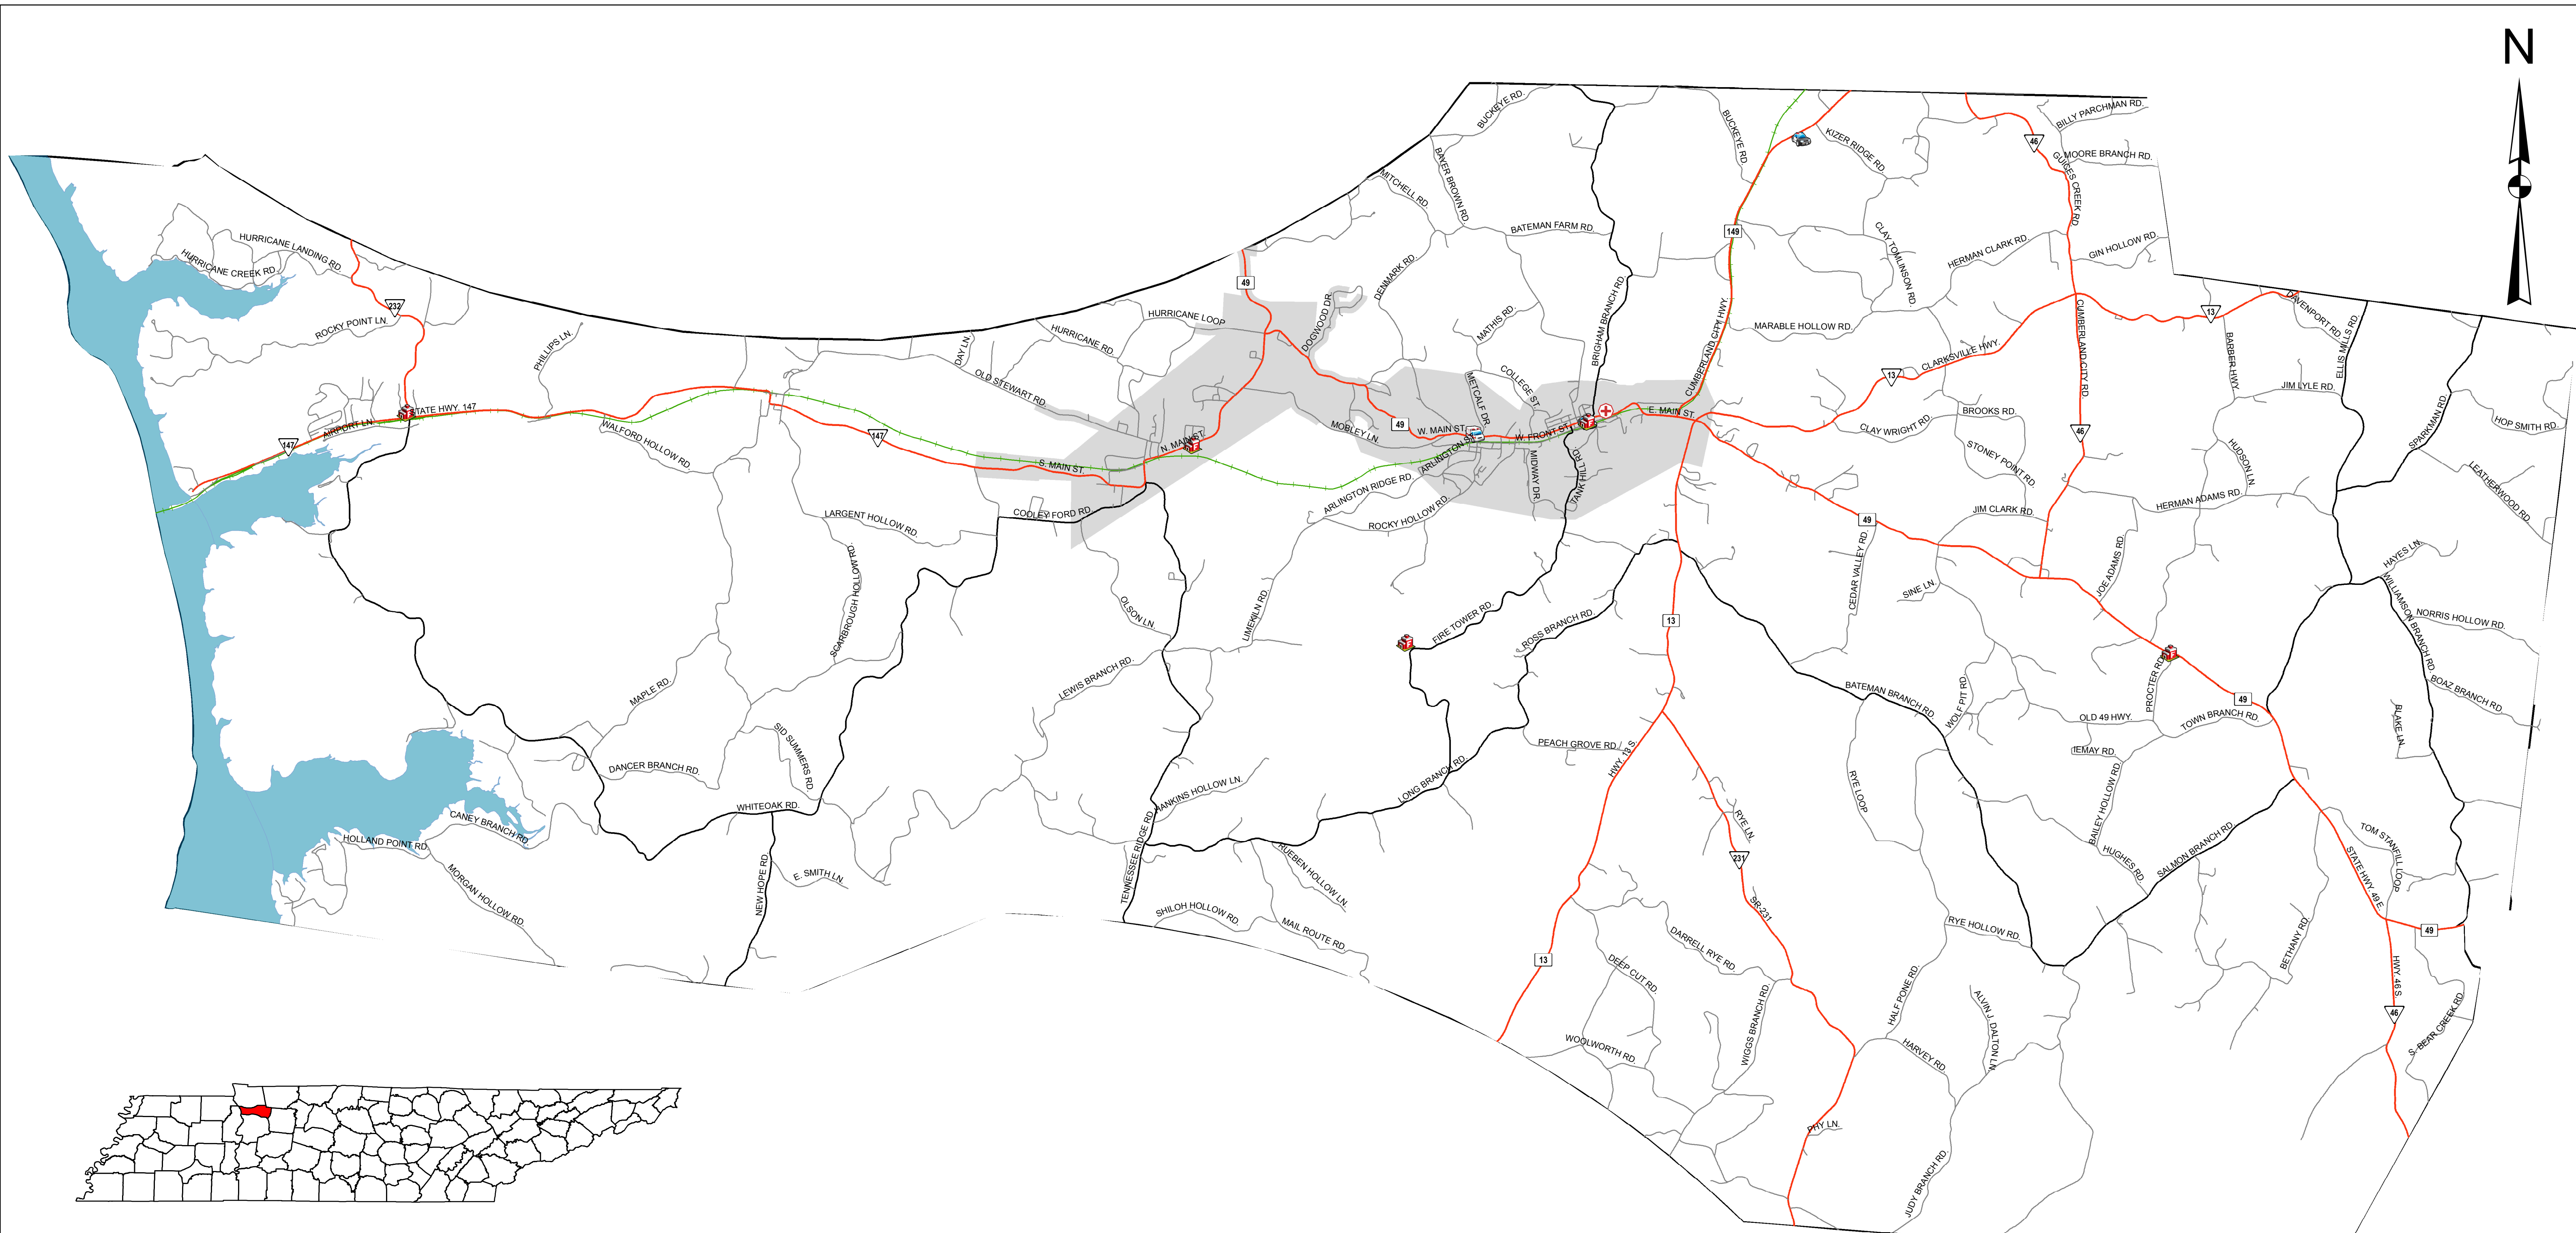 N
BUCKEYE RD.
BILLY PARCHMAN RD.
BUCKEYE RD.
KIZER RIDGE RD
46
MOORE BRANCH RD.
GUICES CREEK RD.
BAYER BROWN RD.
MITCHELL RD.
BATEMAN FARM RD.
149
CLAY TOMLINSON RD.
HERMAN CLARK RD.
GIN HOLLOW RD.
HURRICANE LANDING RD.
HURRICANE CREEK RD.
232
49
DENMARK RD.
DOGWOOD DR.
BRIGHAM BRANCH RD.
CUMBERLAND CITY HWY.
DAVENPORT RD.
13
ROCKY POINT LN.
PHILLIPS LN.
DAY LN.
HURRICANE RD.
HURRICANE LOOP
MATHIS RD.
MARABLE HOLLOW RD.
CUMBERLAND CITY RD.
BARBER HWY.
ELLIS MILLS RD.
CLARKSVILLE HWY.
13
JIM LYLE RD.
OLD STEWART RD.
METCALF DR.
COLLEGE ST.
STATE HWY. 147
AIRPORT LN.
147
WALFORD HOLLOW RD.
147
N. MAIN ST.
S. MAIN ST.
MOBLEY LN.
49
W. MAIN ST.
W. FRONT ST.
E. MAIN ST.
ARLINGTON ST.
ARLINGTON RIDGE RD.
MIDWAY DR.
TANK HILL RD.
CLAY WRIGHT RD.
BROOKS RD.
STONEY POINT RD.
46
HUDSON LN.
SPARKMAN RD.
HOP SMITH RD.
LEATHERWOOD RD.
COOLEY FORD RD.
LARGENT HOLLOW RD.
ROCKY HOLLOW RD.
49
JIM CLARK RD.
HERMAN ADAMS RD.
SCARBROUGH HOLLOW RD.
OLSON LN.
LIMEKILN RD.
FIRE TOWER RD.
ROSS BRANCH RD.
13
CEDAR VALLEY RD.
SINE LN.
JOE ADAMS RD.
HAYES LN.
WILLIAMSON BRANCH RD.
NORRIS HOLLOW RD.
MAPLE RD.
LEWIS BRANCH RD.
BATEMAN BRANCH RD.
WOLF PIT RD.
PROCTER RD.
49
BOAZ BRANCH RD.
BLAKE LN.
OLD 49 HWY.
TOWN BRANCH RD.
DANCER BRANCH RD.
SID SUMMERS RD.
PEACH GROVE RD.
HWY. 13 S.
LONG BRANCH RD.
RYE LOOP
BAILEY HOLLOW RD.
HANKINS HOLLOW LN.
WHITEOAK RD.
CANEY BRANCH RD.
HOLLAND POINT RD.
MORGAN HOLLOW RD.
NEW HOPE RD.
E. SMITH LN.
TENNESSEE RIDGE RD.
RUEBEN HOLLOW LN.
SHILOH HOLLOW RD.
MAIL ROUTE RD.
RYE LN.
231
SR-231
HUGHES RD.
SALMON BRANCH RD.
TOM STANFILL LOOP
STATE HWY. 49 E.
49
RYE HOLLOW RD.
BETHANY RD.
HWY. 46 S.
46
S. BEAR CREEK RD.
13
DARRELL RYE RD.
DEEP CUT RD.
WIGGS BRANCH RD.
HALF PONE RD.
ALVIN J. DALTON LN.
WOOLWORTH RD.
HARVEY RD.
PHY LN.
JUDY BRANCH RD.